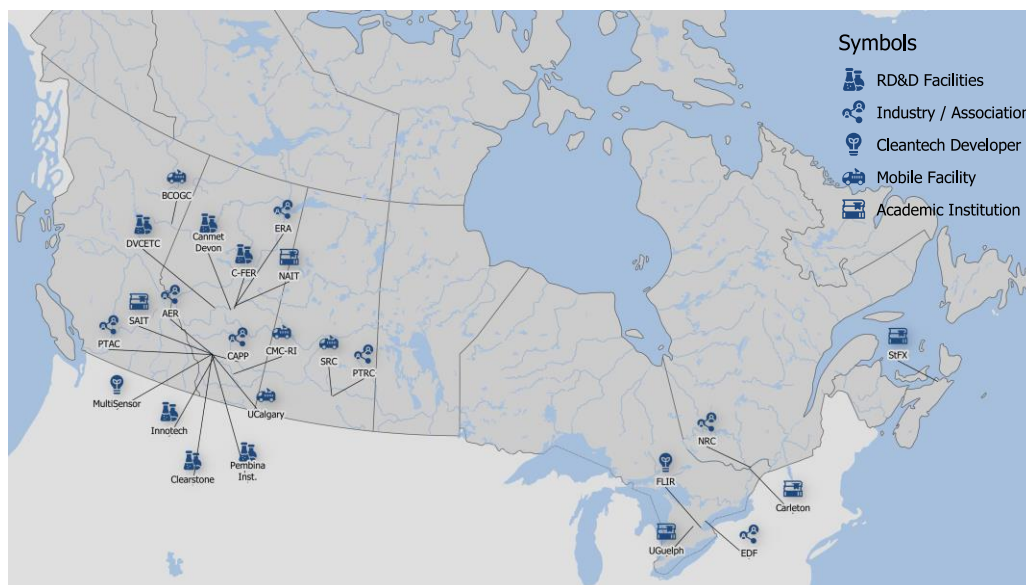 Symbols
RD&D Facilities
Industry / Association
Cleantech Developer
Mobile Facility
Academic Institution
BCOGC
DVCETC
Canmet
Devon
ERA
C-FER
NAIT
SAIT
AER
PTAC
CAPP
CMC-RI
SRC
PTRC
MultiSensor
Innotech
UCalgary
Clearstone
Pembina
Inst.
StFX
NRC
FLIR
Carleton
UGuelph
EDF